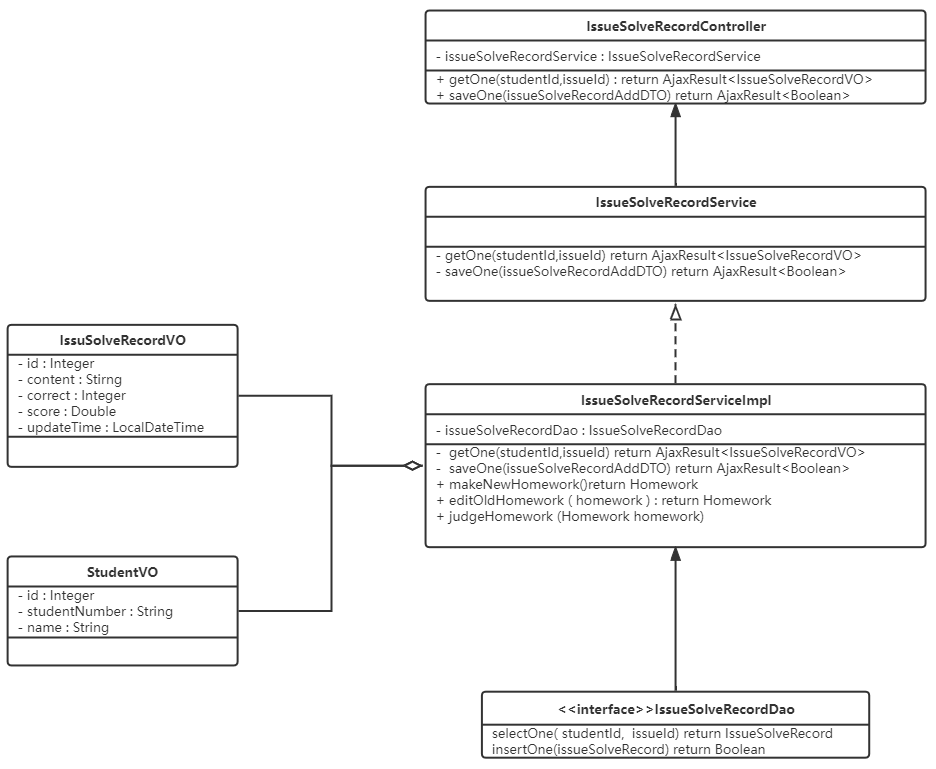 IssueSolveRecordController
- issueSolveRecordService : IssueSolveRecordService
+ getOne(studentId,issueId) : return AjaxResult<IssueSolveRecordVO>
+ saveOne(issueSolveRecordAddDTO) return AjaxResult<Boolean>
IssueSolveRecordService
- getOne(studentId,issueId) return AjaxResult<IssueSolveRecordVO>
- saveOne(issueSolveRecordAddDTO) return AjaxResult<Boolean>
IssuSolveRecordVO
- id : Integer
- content : Stirng
- correct : Integer
- score : Double
- updateTime : LocalDateTime
IssueSolveRecordServiceImpl
- issueSolveRecordDao : IssueSolveRecordDao
- getOne(studentId,issueId) return AjaxResult<IssueSolveRecordVO>
- saveOne(issueSolveRecordAddDTO) return AjaxResult<Boolean>
+ makeNewHomework()return Homework
+ editOldHomework ( homework ) : return Homework
+ judgeHomework (Homework homework)
StudentVO
- id : Integer
- studentNumber : String
- name : String
<<interface>>IssueSolveRecordDao
selectOne( studentId,  issueId) return IssueSolveRecord
insertOne(issueSolveRecord) return Boolean